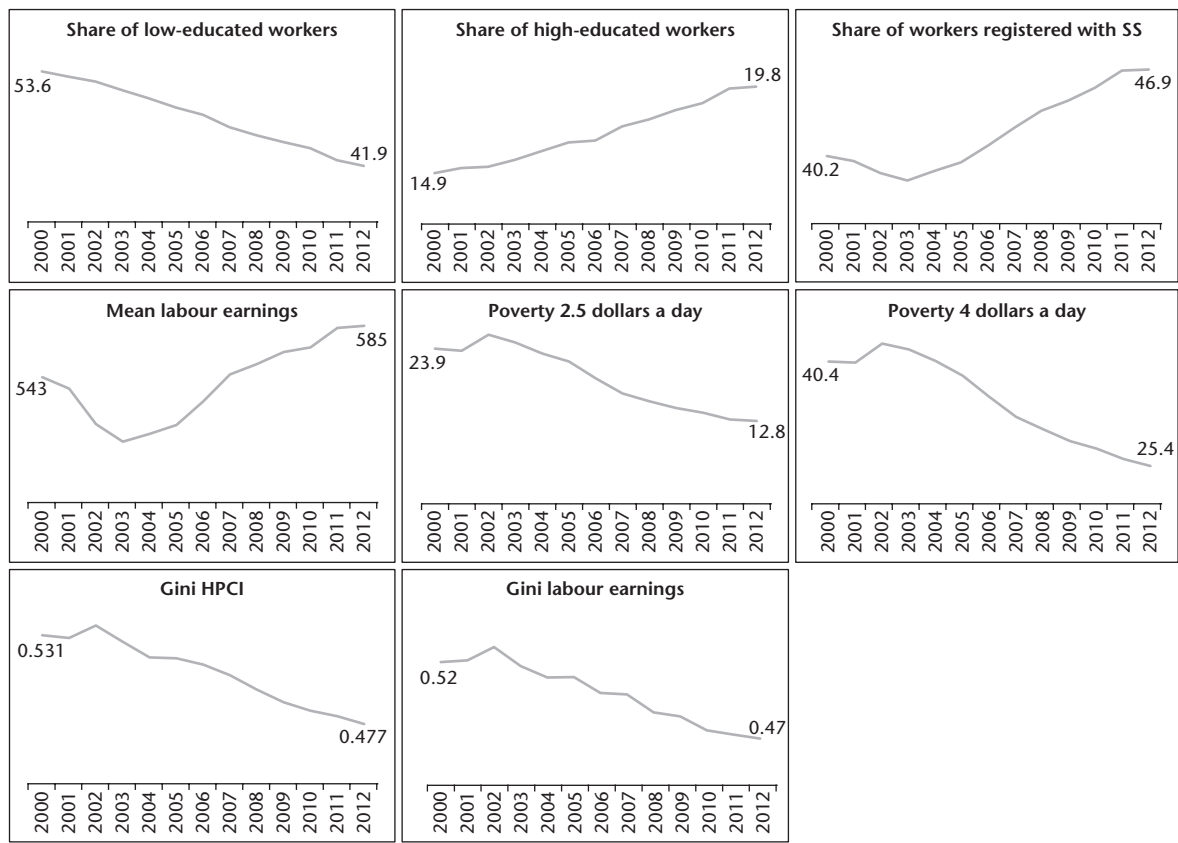 Share of low-educated workers
53.6
41.9
2000 2001 2002 2003 2004 2005 2006 2007 2008 2009 2010 2011 2012
Share of high-educated workers
19.8
14.9
2000 2001 2002 2003 2004 2005 2006 2007 2008 2009 2010 2011 2012
Share of workers registered with SS
46.9
40.2
2000 2001 2002 2003 2004 2005 2006 2007 2008 2009 2010 2011 2012
Mean labour earnings
585
543
2000 2001 2002 2003 2004 2005 2006 2007 2008 2009 2010 2011 2012
Poverty 2.5 dollars a day
23.9
12.8
2000 2001 2002 2003 2004 2005 2006 2007 2008 2009 2010 2011 2012
Poverty 4 dollars a day
40.4
25.4
2000 2001 2002 2003 2004 2005 2006 2007 2008 2009 2010 2011 2012
Gini HPCI
0.531
0.477
2000 2001 2002 2003 2004 2005 2006 2007 2008 2009 2010 2011 2012
Gini labour earnings
0.52
0.47
2000 2001 2002 2003 2004 2005 2006 2007 2008 2009 2010 2011 2012